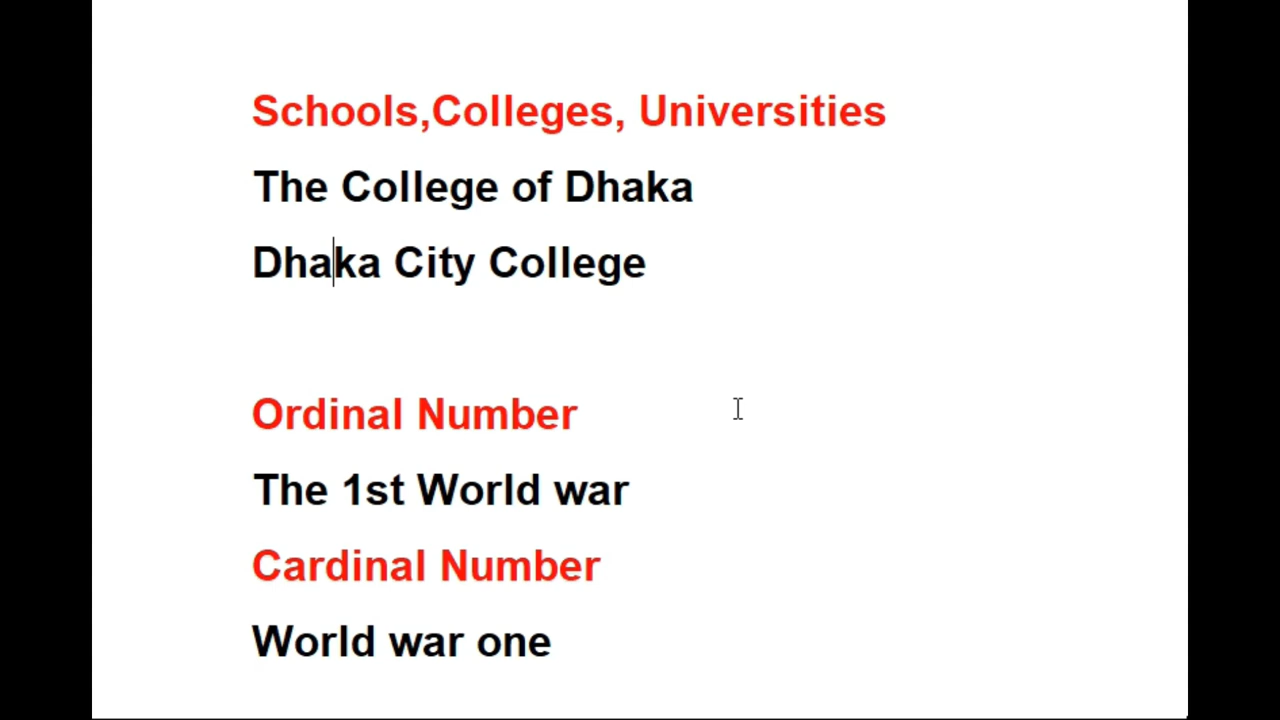 Schools,Colleges, Universities
The College of Dhaka
Dhaka City College
Ordinal Number
The 1st World war
Cardinal Number
World war one